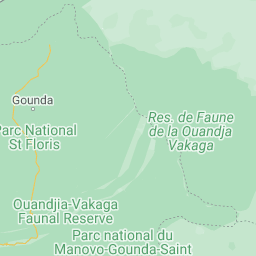 Gounda
Res. de Faune
de la Ouandja
Vakaga
Parc National
St Floris
Ouandjia-Vakaga
Faunal Reserve
Parc national du
Manovo-Gounda-Saint